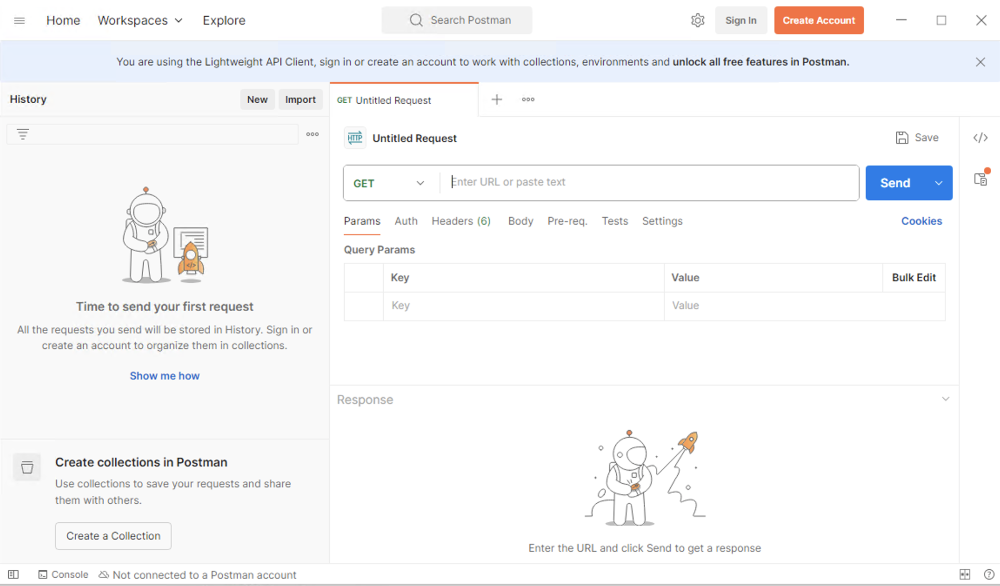 Home Workspaces Explore Search Postman Sign In Create Account
You are using the Lightweight API Client, sign in or create an account to work with collections, environments and unlock all free features in Postman.
History New Import
GET Untitled Request
HTTP Untitled Request Save
GET Enter URL or paste text Send
Params Auth Headers (6) Body Pre-req. Tests Settings Cookies
Query Params
Key Value Bulk Edit
Key Value
</>
Time to send your first request
All the requests you send will be stored in History. Sign in or
create an account to organize them in collections.
Show me how
Response
Enter the URL and click Send to get a response
Create collections in Postman
Use collections to save your requests and share
them with others.
Create a Collection
Console Not connected to a Postman account